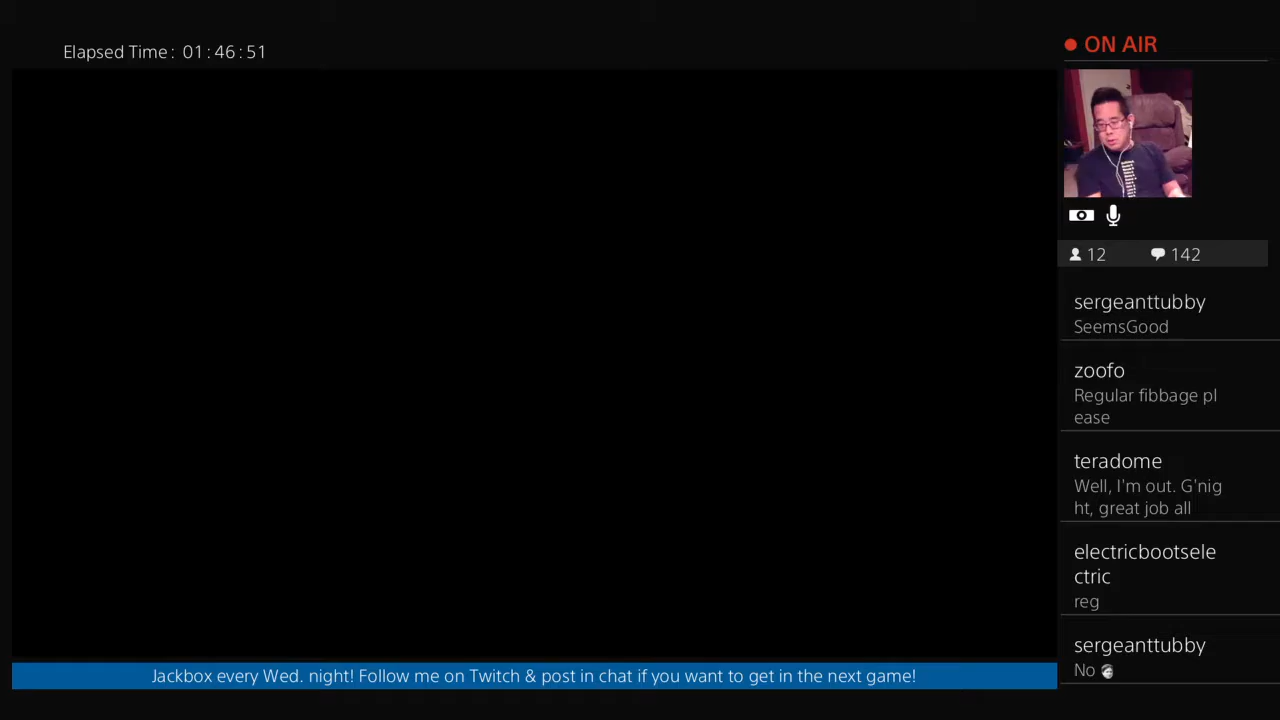 Elapsed Time: 01:46:51
ON AIR
12 142
sergeanttubby
SeemsGood
zoofo
Regular fibbage pl
ease
teradome
Well, I'm out. G'nig
ht, great job all
electricbootsele
ctric
reg
sergeanttubby
No
Jackbox every Wed. night! Follow me on Twitch & post in chat if you want to get in the next game!